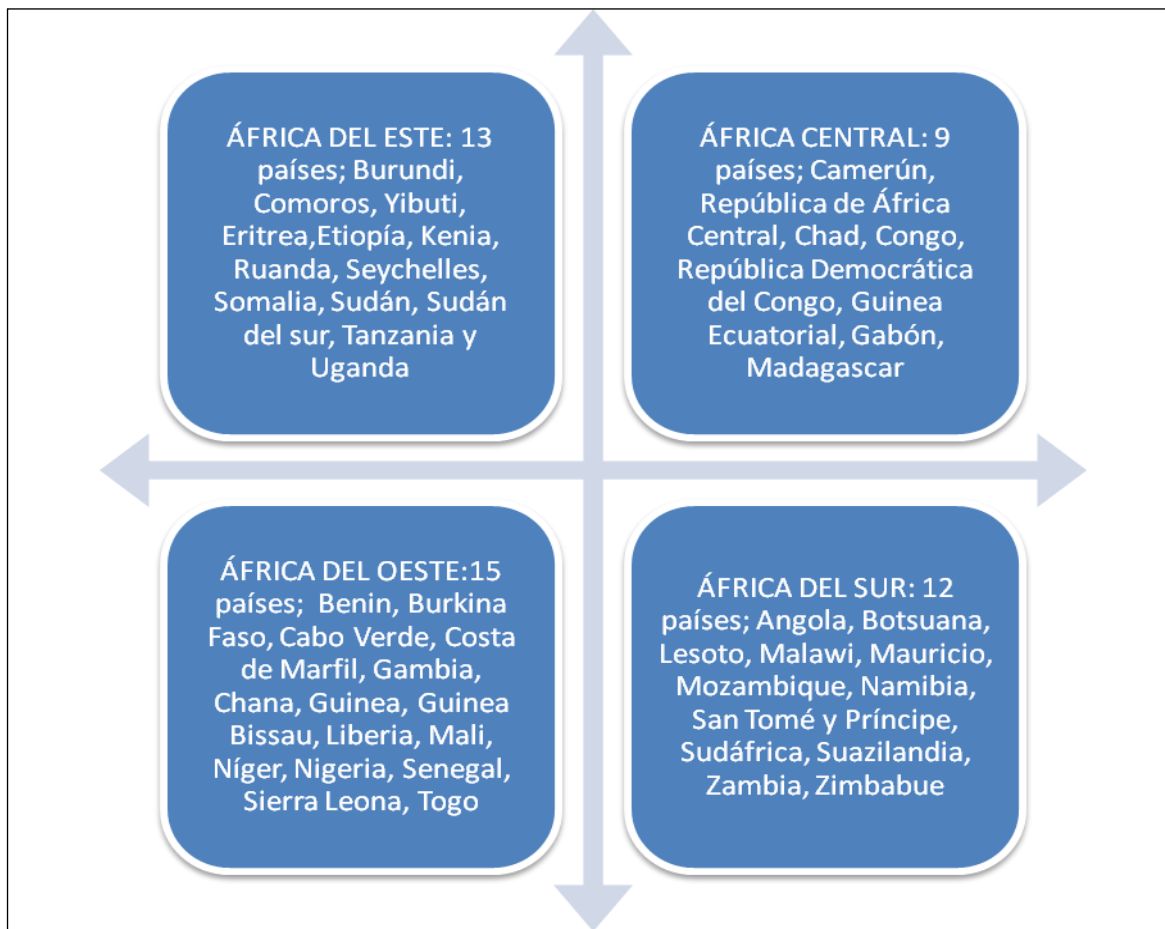 ÁFRICA DEL ESTE: 13
países; Burundi,
Comoros, Yibuti,
Eritrea,Etiopía, Kenia,
Ruanda, Seychelles,
Somalia, Sudán, Sudán
del sur, Tanzania y
Uganda
ÁFRICA CENTRAL: 9
países; Camerún,
República de África
Central, Chad, Congo,
República Democrática
del Congo, Guinea
Ecuatorial, Gabón,
Madagascar
ÁFRICA DEL OESTE:15
países;  Benin, Burkina
Faso, Cabo Verde, Costa
de Marfil, Gambia,
Chana, Guinea, Guinea
Bissau, Liberia, Mali,
Níger, Nigeria, Senegal,
Sierra Leona, Togo
ÁFRICA DEL SUR: 12
países; Angola, Botsuana,
Lesoto, Malawi, Mauricio,
Mozambique, Namibia,
San Tomé y Príncipe,
Sudáfrica, Suazilandia,
Zambia, Zimbabue